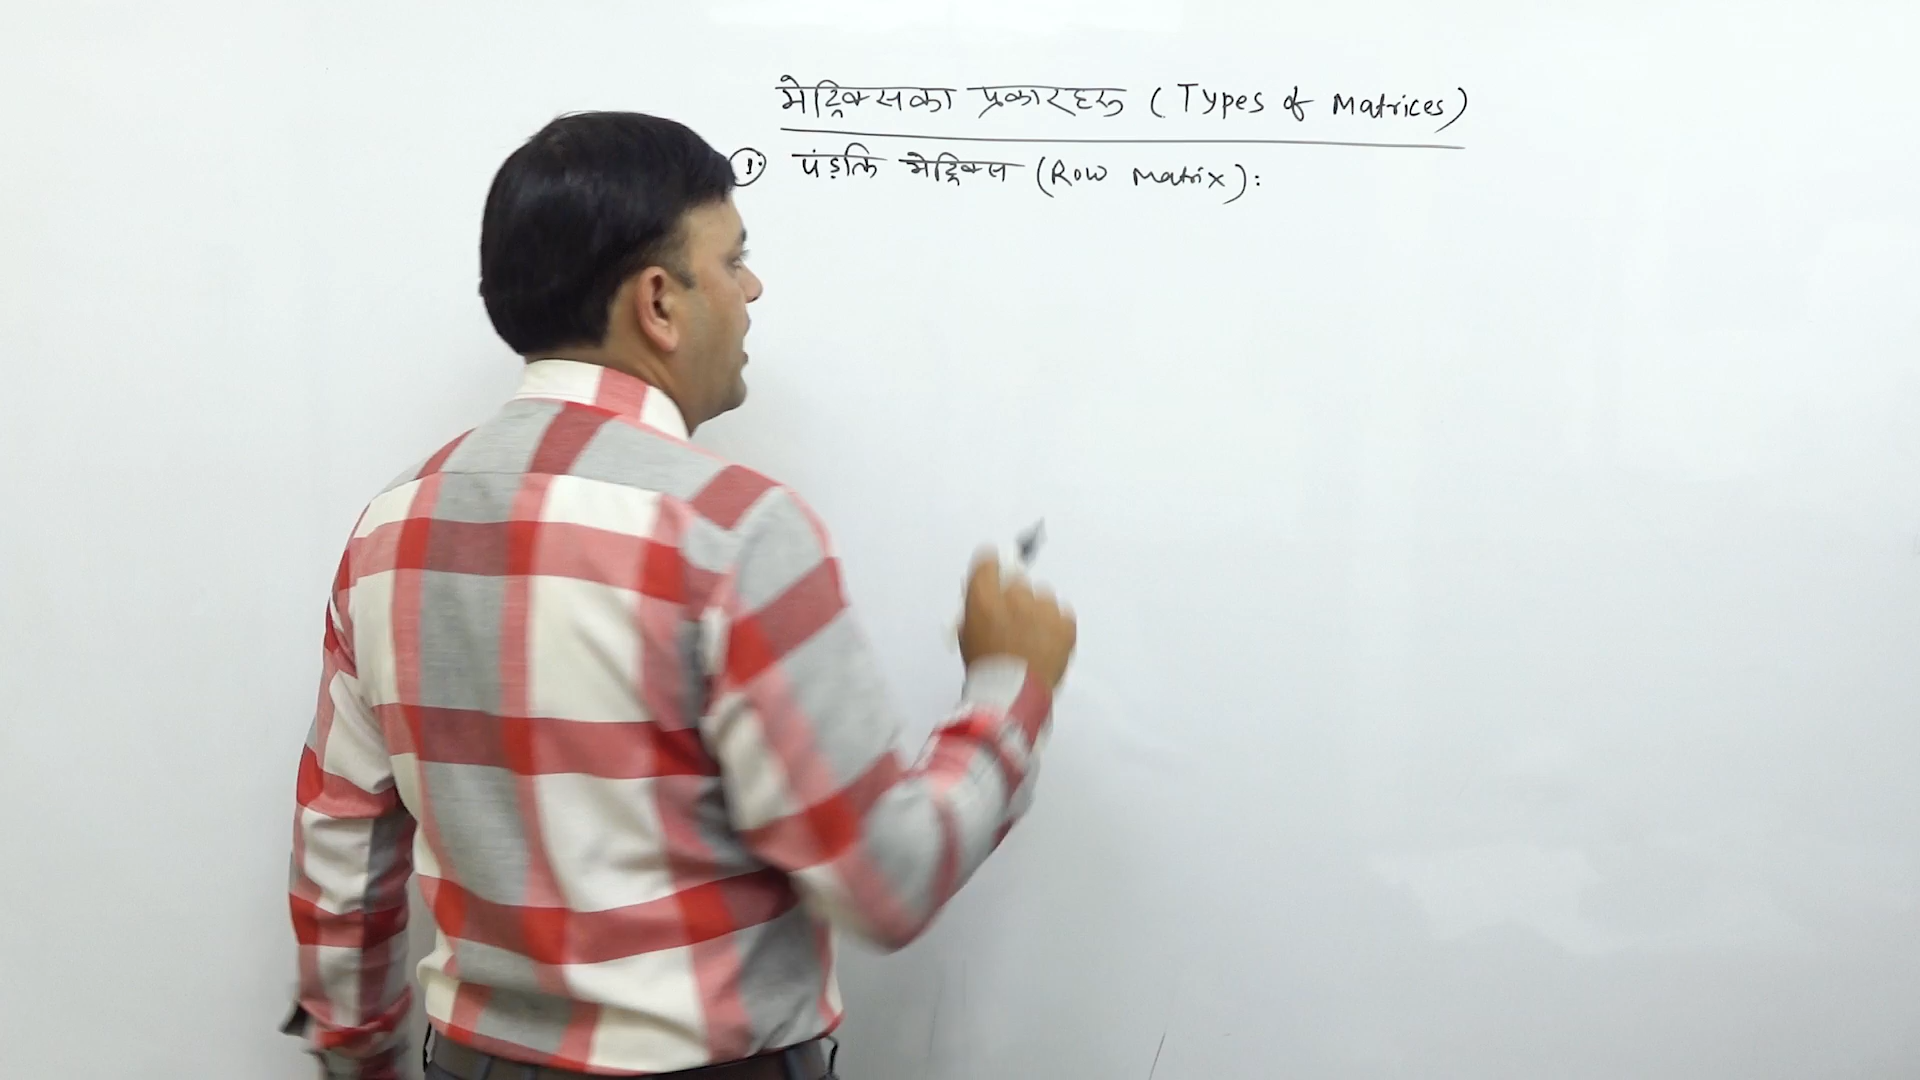 मेट्रिक्सका प्रकारहरु (Types of Matrices)
1. पंङ्क्ति मेट्रिक्स (Row Matrix):